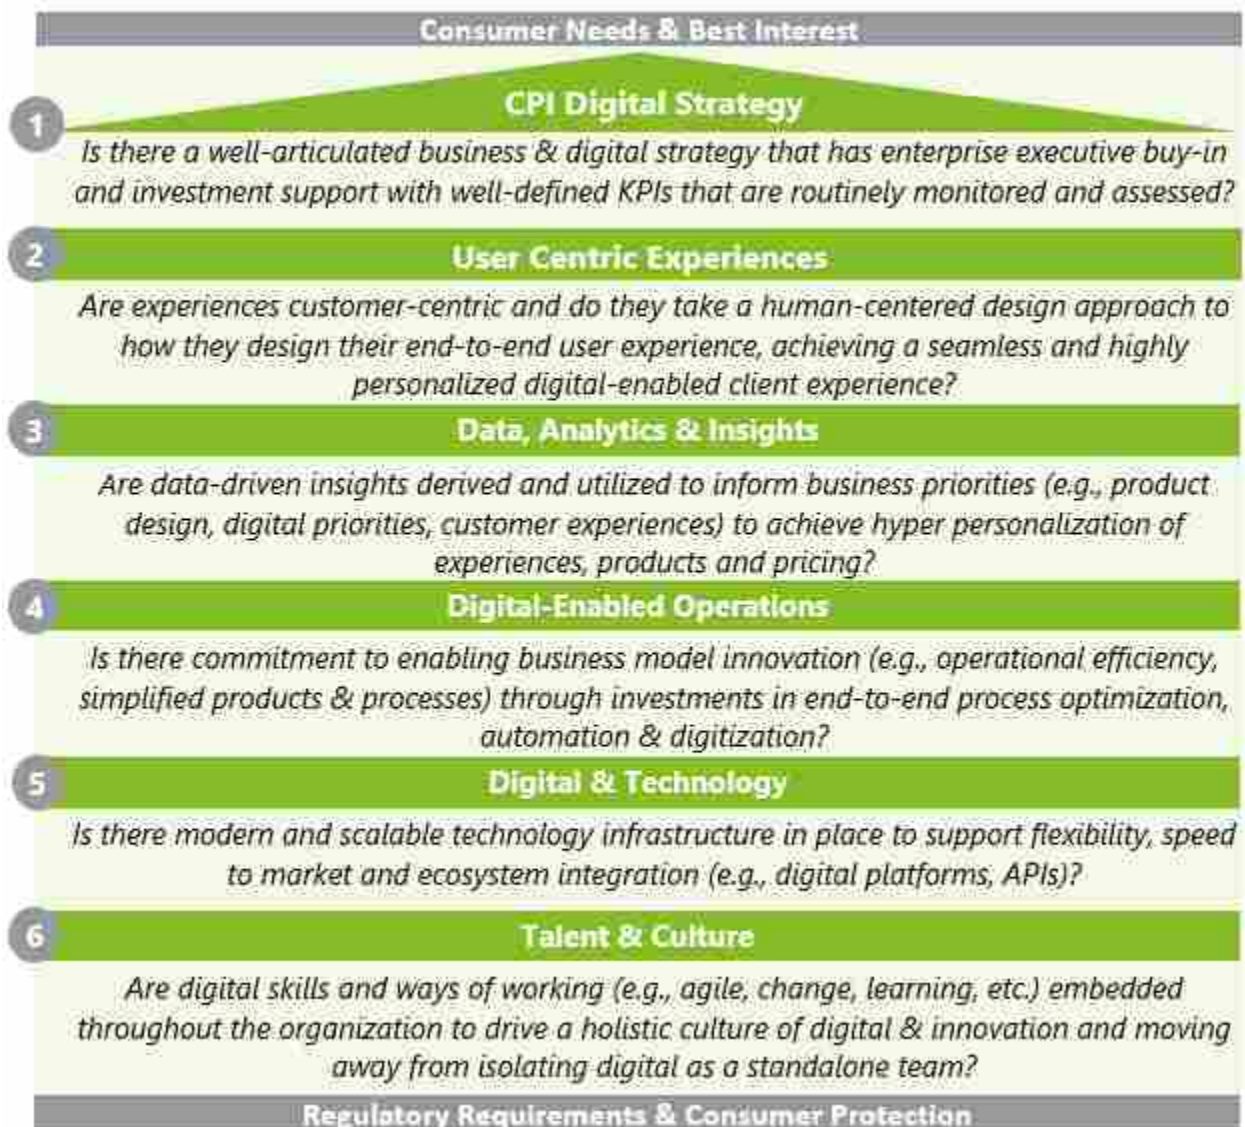 Consumer Needs & Best Interest
CPI Digital Strategy
1
Is there a well-articulated business & digital strategy that has enterprise executive buy-in
and investment support with well-defined KPIs that are routinely monitored and assessed?
2
User Centric Experiences
Are experiences customer-centric and do they take a human-centered design approach to
how they design their end-to-end user experience, achieving a seamless and highly
personalized digital-enabled client experience?
3
Data, Analytics & Insights
Are data-driven insights derived and utilized to inform business priorities (e.g., product
design, digital priorities, customer experiences) to achieve hyper personalization of
experiences, products and pricing?
4
Digital-Enabled Operations
Is there commitment to enabling business model innovation (e.g., operational efficiency,
simplified products & processes) through investments in end-to-end process optimization,
automation & digitization?
5
Digital & Technology
Is there modern and scalable technology infrastructure in place to support flexibility, speed
to market and ecosystem integration (e.g., digital platforms, APIs)?
6
Talent & Culture
Are digital skills and ways of working (e.g., agile, change, learning, etc.) embedded
throughout the organization to drive a holistic culture of digital & innovation and moving
away from isolating digital as a standalone team?
Regulatory Requirements & Consumer Protection